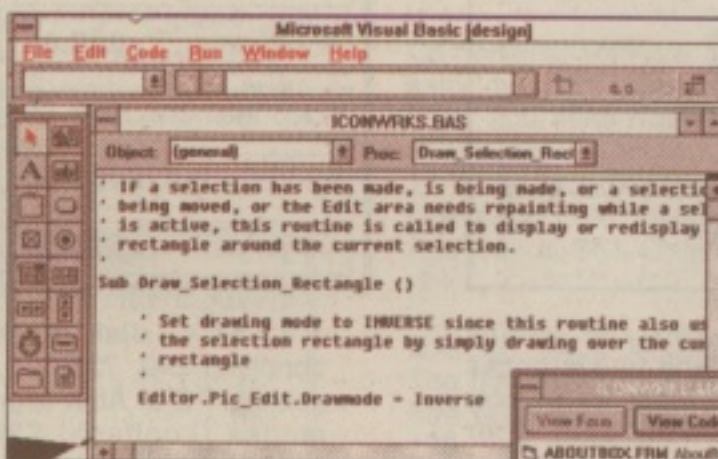 Microsoft Visual Basic [design]
File Edit Code Run Window Help
0,0
ICONWRKS.BAS
Object: (general) Proc: Draw_Selection_Rect
' If a selection has been made, is being made, or a selectio
' being moved, or the Edit area needs repainting while a sel
' is active, this routine is called to display or redisplay
' rectangle around the current selection.
'
Sub Draw_Selection_Rectangle ()
' Set drawing mode to INVERSE since this routine also
' the selection rectangle by simply drawing over the
' rectangle
'
Editor.Pic_Edit.Drawmode = Inverse
View Form View Code
ABOUTBOX.FRM